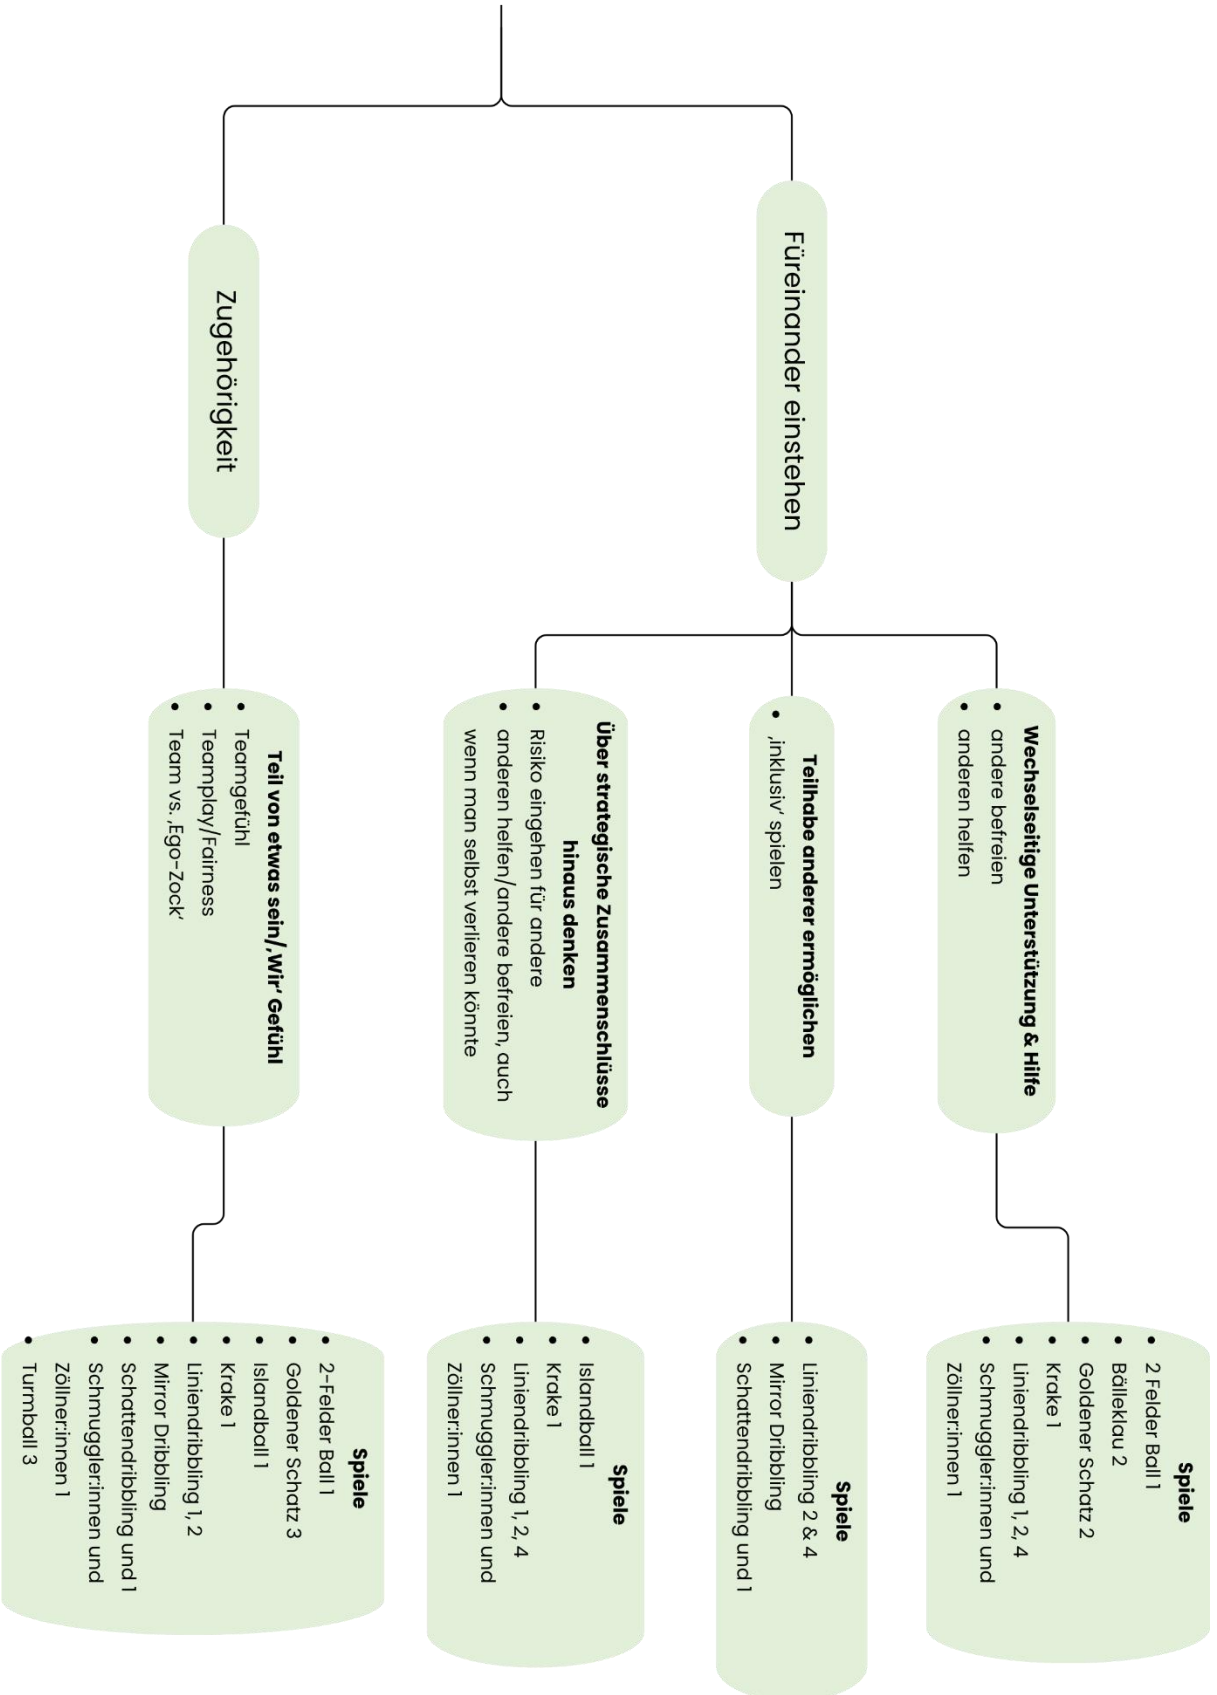 Füreinander einstehen
Wechselseitige Unterstützung & Hilfe
• andere befreien
• anderen helfen
Spiele
• 2 Felder Ball 1
• Bälleklau 2
• Goldener Schatz 2
• Krake 1
• Liniendribbling 1, 2, 4
• Schmuggler:innen und
Zöllner:innen 1
Teilhabe anderer ermöglichen
• ‚inklusiv‘ spielen
Spiele
• Liniendribbling 2 & 4
• Mirror Dribbling
• Schattendribbling und 1
Über strategische Zusammenschlüsse
hinaus denken
• Risiko eingehen für andere
• anderen helfen/andere befreien, auch
wenn man selbst verlieren könnte
Spiele
• Islandball 1
• Krake 1
• Liniendribbling 1, 2, 4
• Schmuggler:innen und
Zöllner:innen 1
Zugehörigkeit
Teil von etwas sein/‚Wir‘ Gefühl
• Teamgefühl
• Teamplay/Fairness
• Team vs. ‚Ego-Zock‘
Spiele
• 2-Felder Ball 1
• Goldener Schatz 3
• Islandball 1
• Krake 1
• Liniendribbling 1, 2
• Mirror Dribbling
• Schattendribbling und 1
• Schmuggler:innen und
Zöllner:innen 1
• Turmball 3